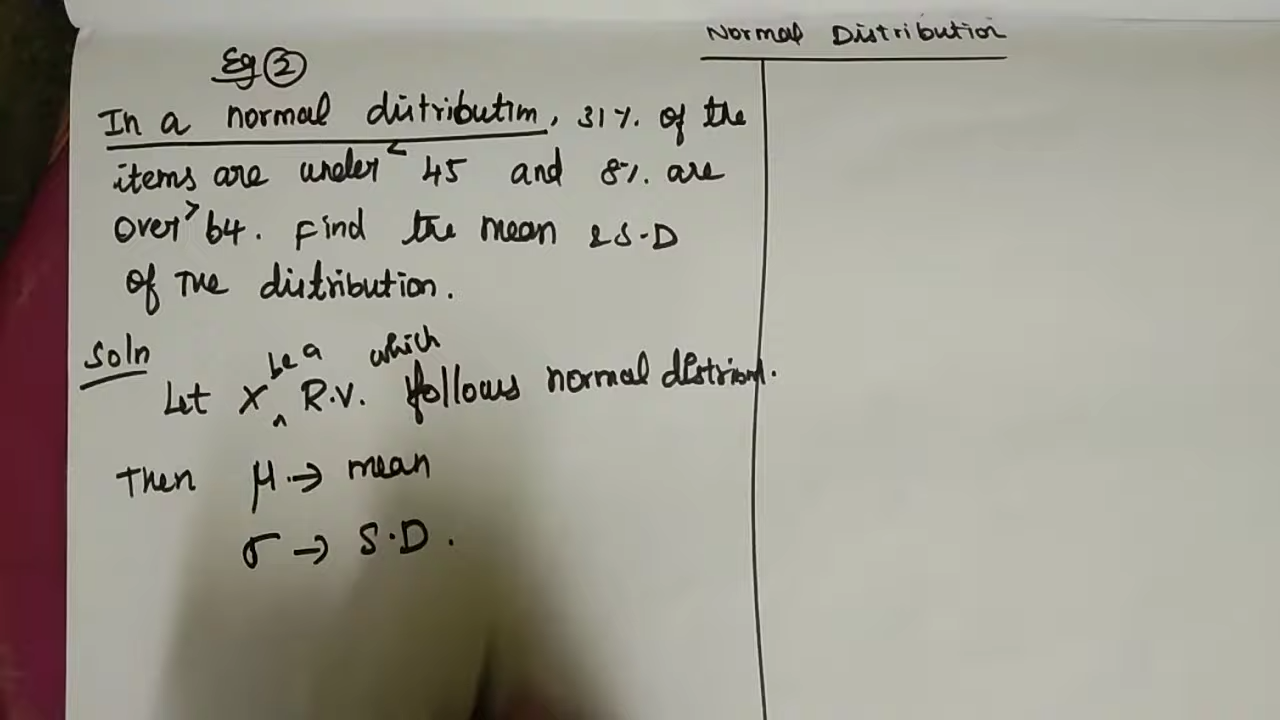 Normal Distribution
Eg ②
In a normal distribution, 31%. of the
items are under < 45 and 8%. are
over > 64. Find the mean & S.D
of the distribution.
Soln
Let X be a R.V. which follows normal distribn.
Then μ → mean
σ → S.D.